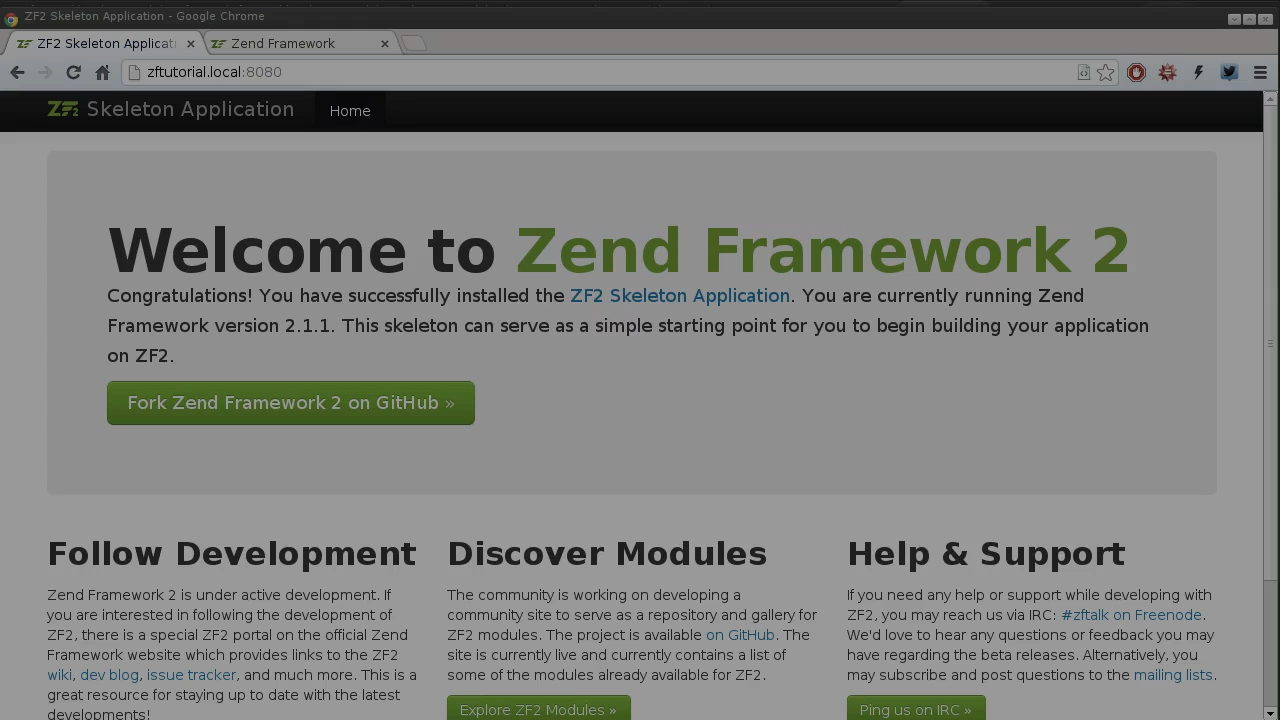 ZF2 Skeleton Application - Google Chrome
ZF2 Skeleton Applicati
Zend Framework
zftutorial.local:8080
ZF2 Skeleton Application
Home
Welcome to Zend Framework 2
Congratulations! You have successfully installed the ZF2 Skeleton Application. You are currently running Zend
Framework version 2.1.1. This skeleton can serve as a simple starting point for you to begin building your application
on ZF2.
Fork Zend Framework 2 on GitHub »
Follow Development
Zend Framework 2 is under active development. If
you are interested in following the development of
ZF2, there is a special ZF2 portal on the official Zend
Framework website which provides links to the ZF2
wiki, dev blog, issue tracker, and much more. This is a
great resource for staying up to date with the latest
developments!
Discover Modules
The community is working on developing a
community site to serve as a repository and gallery for
ZF2 modules. The project is available on GitHub. The
site is currently live and currently contains a list of
some of the modules already available for ZF2.
Explore ZF2 Modules »
Help & Support
If you need any help or support while developing with
ZF2, you may reach us via IRC: #zftalk on Freenode.
We'd love to hear any questions or feedback you may
have regarding the beta releases. Alternatively, you
may subscribe and post questions to the mailing lists.
Ping us on IRC »